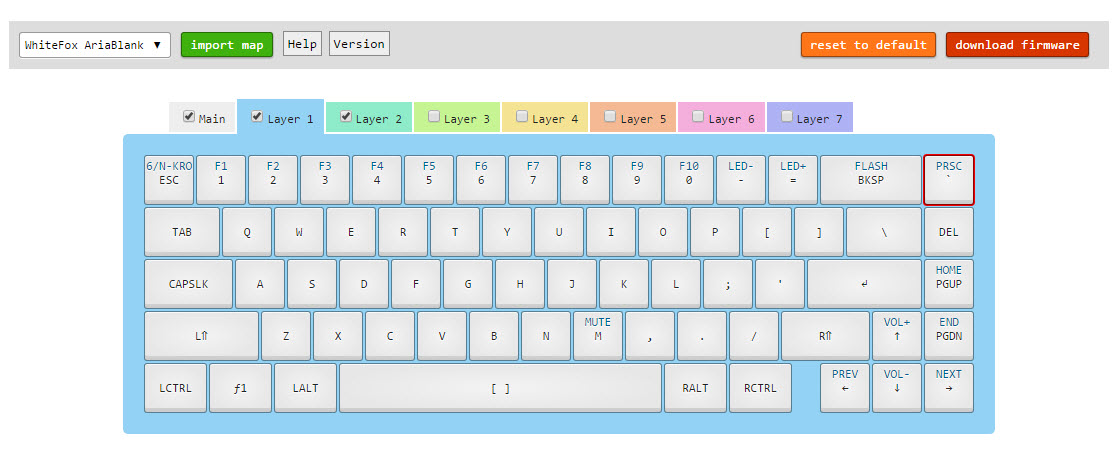 WhiteFox AriaBlank ▼ import map Help Version reset to default download firmware
Main Layer 1 Layer 2 Layer 3 Layer 4 Layer 5 Layer 6 Layer 7
6/N-KRO F1 F2 F3 F4 F5 F6 F7 F8 F9 F10 LED- LED+ FLASH PRSC
ESC 1 2 3 4 5 6 7 8 9 0 - = BKSP `
TAB Q W E R T Y U I O P [ ] \ DEL
HOME
CAPSLK A S D F G H J K L ; ' ↲ PGUP
MUTE VOL+ END
L⇑ Z X C V B N M , . / R⇑ ↑ PGDN
PREV VOL- NEXT
LCTRL ƒ1 LALT [ ] RALT RCTRL ← ↓ →